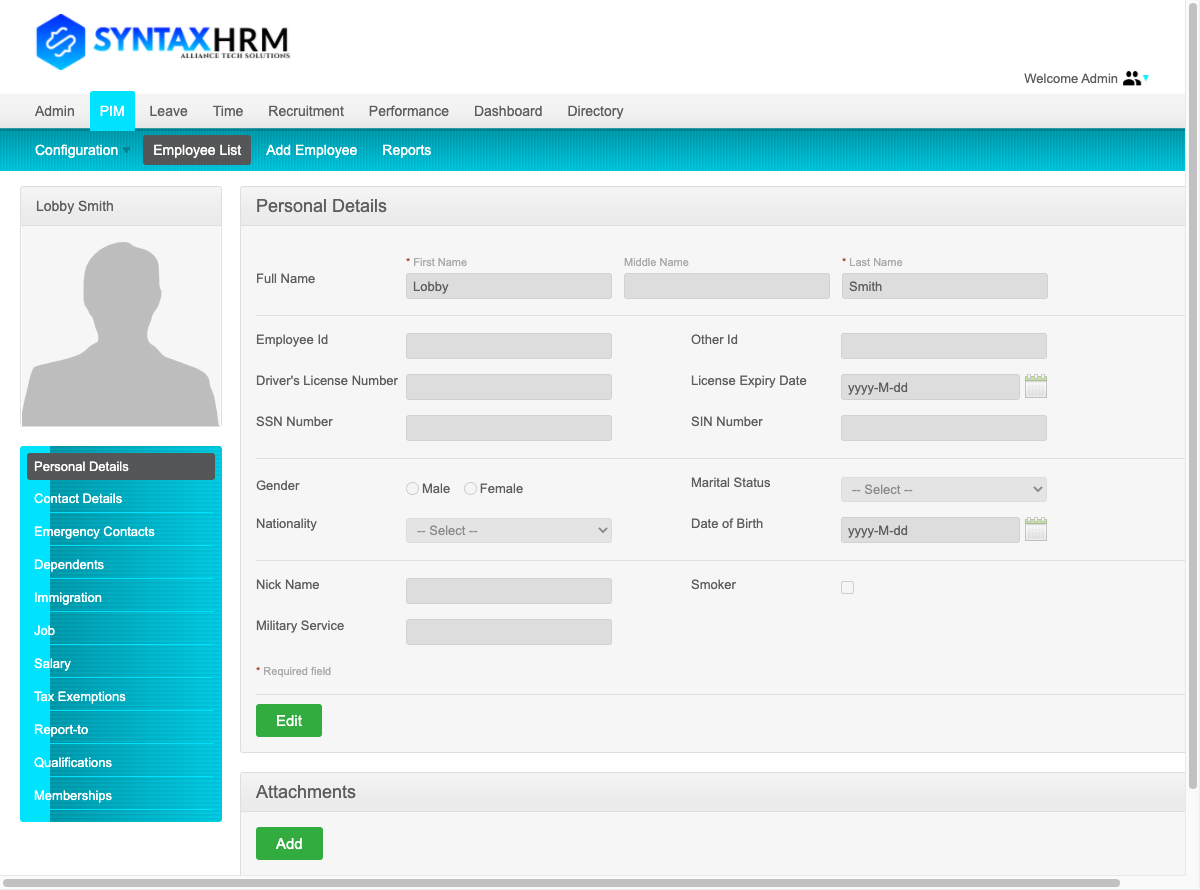 SYNTAXHRM
ALLIANCE TECH SOLUTIONS
Welcome Admin
Admin PIM Leave Time Recruitment Performance Dashboard Directory
Configuration Employee List Add Employee Reports
Lobby Smith
Personal Details
Contact Details
Emergency Contacts
Dependents
Immigration
Job
Salary
Tax Exemptions
Report-to
Qualifications
Memberships
Personal Details
* First Name Middle Name * Last Name
Full Name Lobby Smith
Employee Id Other Id
Driver's License Number License Expiry Date yyyy-M-dd
SSN Number SIN Number
Gender Male Female Marital Status -- Select --
Nationality -- Select -- Date of Birth yyyy-M-dd
Nick Name Smoker
Military Service
* Required field
Edit
Attachments
Add